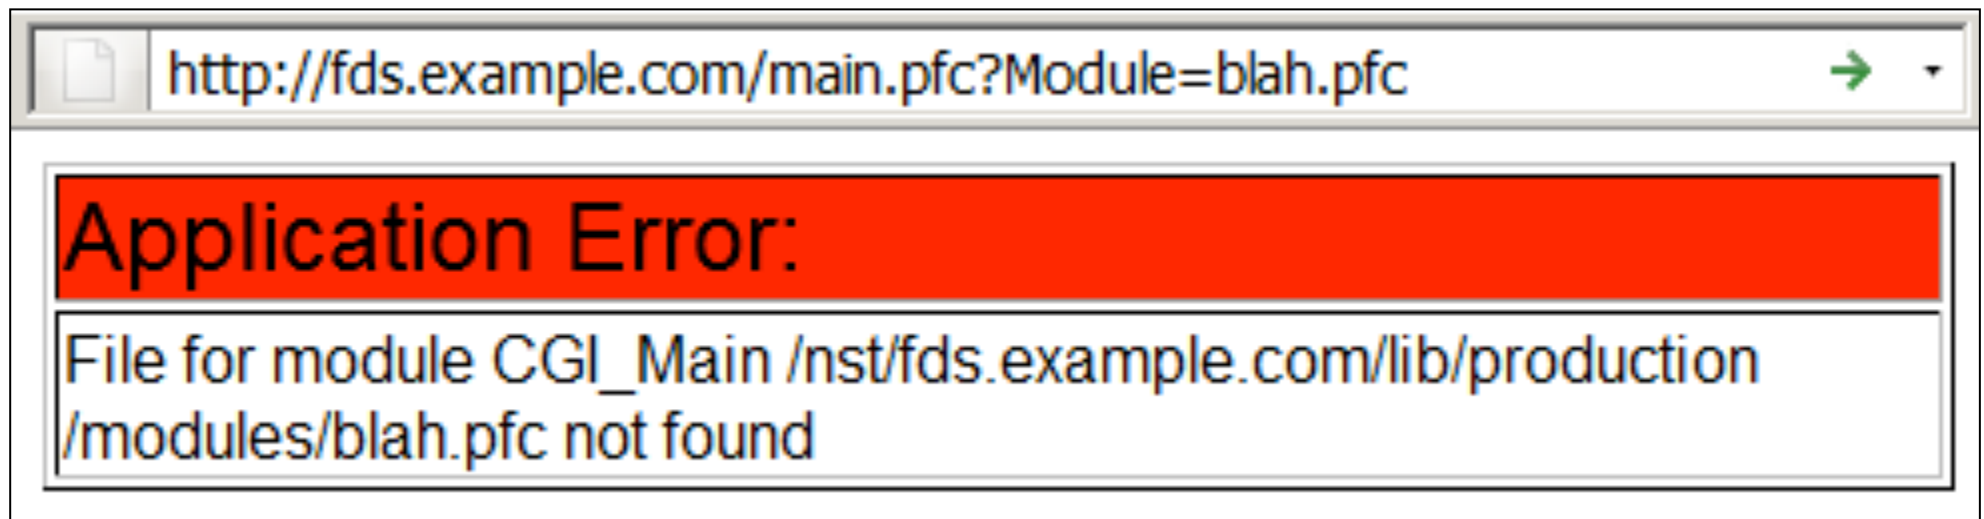 http://fds.example.com/main.pfc?Module=blah.pfc
Application Error:
File for module CGI_Main /nst/fds.example.com/lib/production
/modules/blah.pfc not found